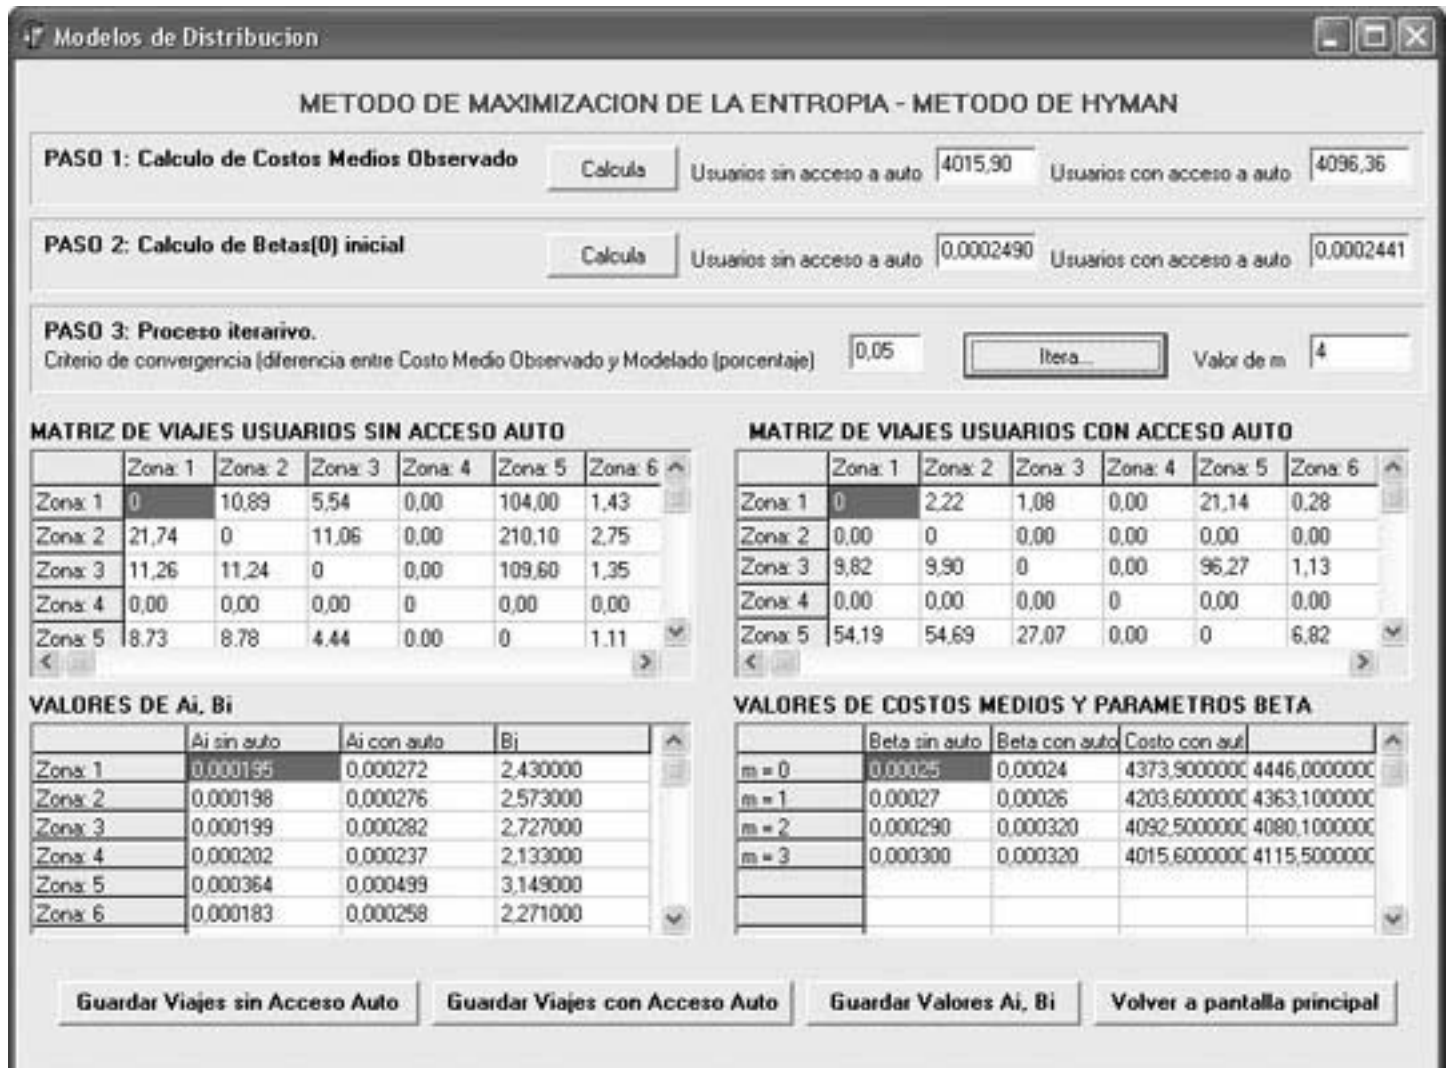 Modelos de Distribucion
METODO DE MAXIMIZACION DE LA ENTROPIA - METODO DE HYMAN
PASO 1: Calculo de Costos Medios Observado Calcula Usuarios sin acceso a auto 4015,90 Usuarios con acceso a auto 4096,36
PASO 2: Calculo de Betas(0) inicial Calcula Usuarios sin acceso a auto 0,0002490 Usuarios con acceso a auto 0,0002441
PASO 3: Proceso iterarivo.
Criterio de convergencia (diferencia entre Costo Medio Observado y Modelado (porcentaje) 0,05 Itera... Valor de m 4
MATRIZ DE VIAJES USUARIOS SIN ACCESO AUTO
Zona: 1 Zona: 2 Zona: 3 Zona: 4 Zona: 5 Zona: 6
Zona: 1 0 10,89 5,54 0,00 104,00 1,43
Zona: 2 21,74 0 11,06 0,00 210,10 2,75
Zona: 3 11,26 11,24 0 0,00 109,60 1,35
Zona: 4 0,00 0,00 0,00 0 0,00 0,00
Zona: 5 8,73 8,78 4,44 0,00 0 1,11
MATRIZ DE VIAJES USUARIOS CON ACCESO AUTO
Zona: 1 Zona: 2 Zona: 3 Zona: 4 Zona: 5 Zona: 6
Zona: 1 0 2,22 1,08 0,00 21,14 0,28
Zona: 2 0,00 0 0,00 0,00 0,00 0,00
Zona: 3 9,82 9,90 0 0,00 96,27 1,13
Zona: 4 0,00 0,00 0,00 0 0,00 0,00
Zona: 5 54,19 54,69 27,07 0,00 0 6,82
VALORES DE Ai, Bi
Ai sin auto Ai con auto Bj
Zona: 1 0,000195 0,000272 2,430000
Zona: 2 0,000198 0,000276 2,573000
Zona: 3 0,000199 0,000282 2,727000
Zona: 4 0,000202 0,000237 2,133000
Zona: 5 0,000364 0,000499 3,149000
Zona: 6 0,000183 0,000258 2,271000
VALORES DE COSTOS MEDIOS Y PARAMETROS BETA
Beta sin auto Beta con auto Costo con aut
m = 0 0,00025 0,00024 4373,9000000 4446,0000000
m = 1 0,00027 0,00026 4203,6000000 4363,1000000
m = 2 0,000290 0,000320 4092,5000000 4080,1000000
m = 3 0,000300 0,000320 4015,6000000 4115,5000000
Guardar Viajes sin Acceso Auto Guardar Viajes con Acceso Auto Guardar Valores Ai, Bi Volver a pantalla principal